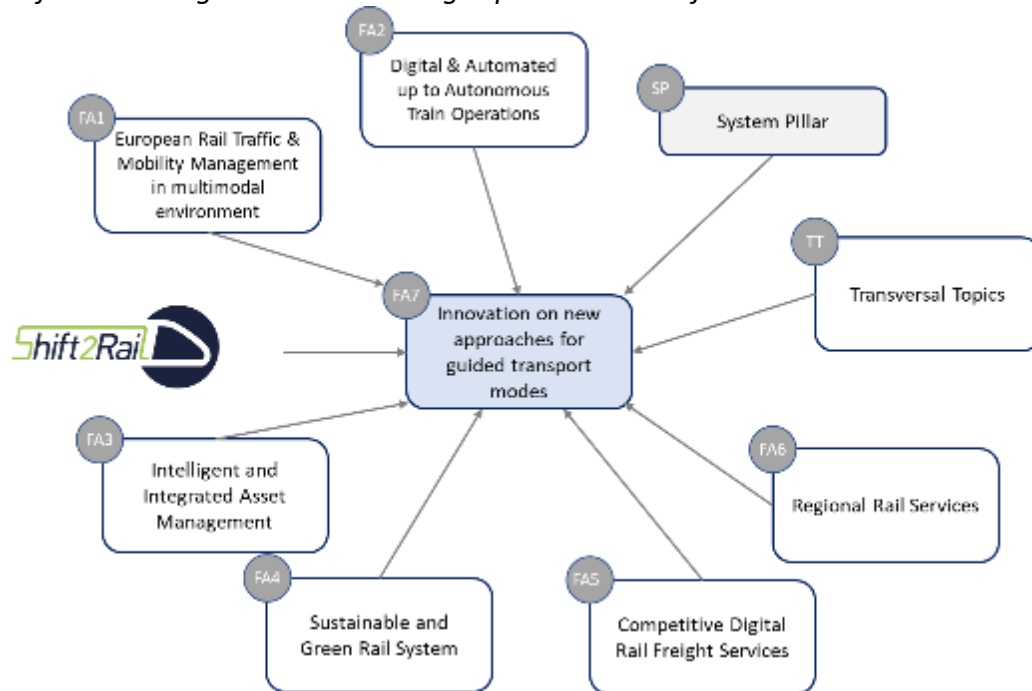 FA2
Digital & Automated
up to Autonomous
Train Operations
SP
System Pillar
FA1
European Rail Traffic &
Mobility Management
in multimodal
environment
TT
Transversal Topics
FA7
Innovation on new
approaches for
guided transport
modes
Shift2Rail
FA3
Intelligent and
Integrated Asset
Management
FA6
Regional Rail Services
FA4
Sustainable and
Green Rail System
FA5
Competitive Digital
Rail Freight Services